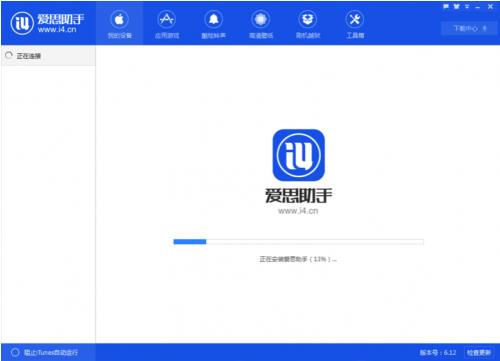 爱思助手
www.i4.cn
我的设备
应用游戏
酷炫铃声
高清壁纸
刷机越狱
工具箱
下载中心
正在连接
爱思助手
www.i4.cn
正在安装爱思助手（13%）...
阻止iTunes自动运行
版本号：6.12
检查更新